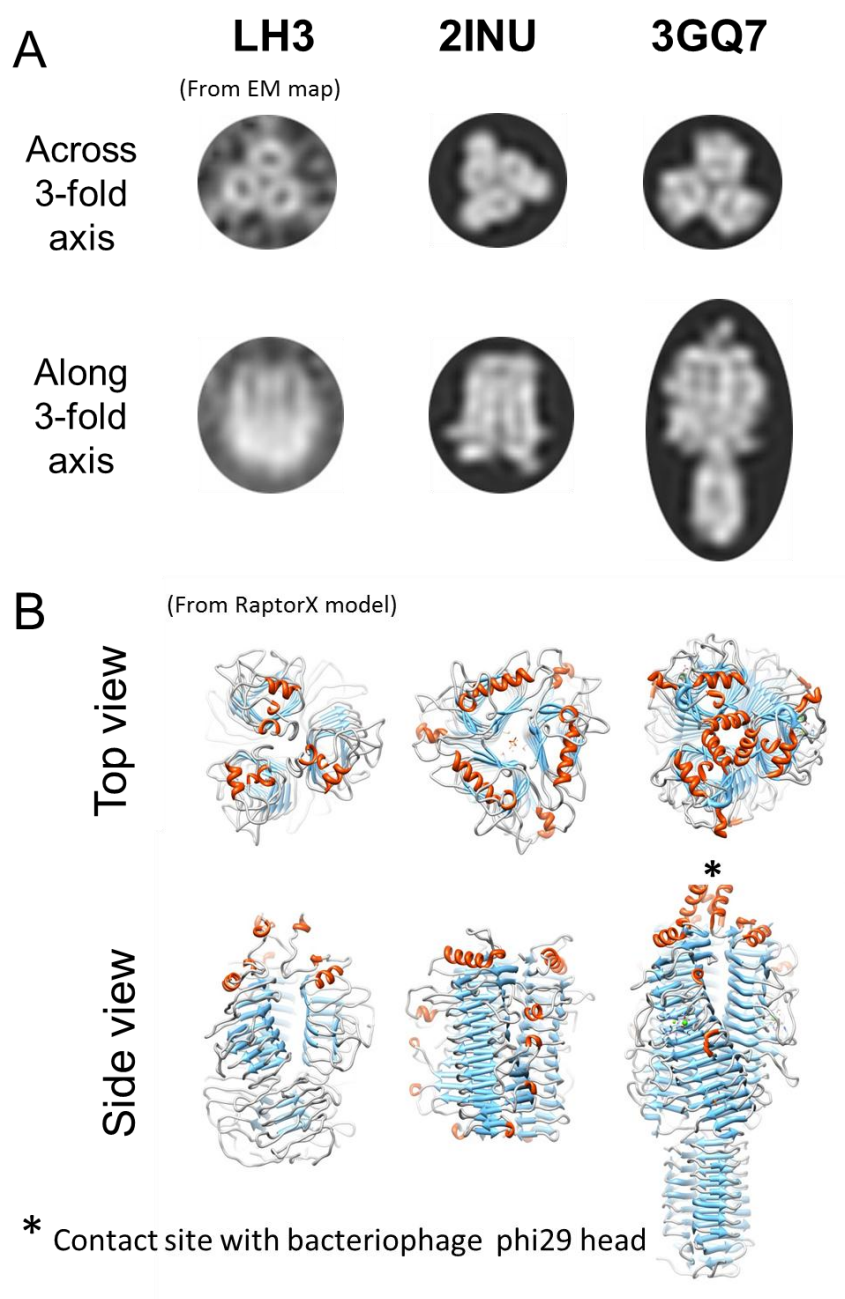 A
LH3 2INU 3GQ7
(From EM map)
Across
3-fold
axis
Along
3-fold
axis
B
(From RaptorX model)
Top view
*
Side view
* Contact site with bacteriophage phi29 head